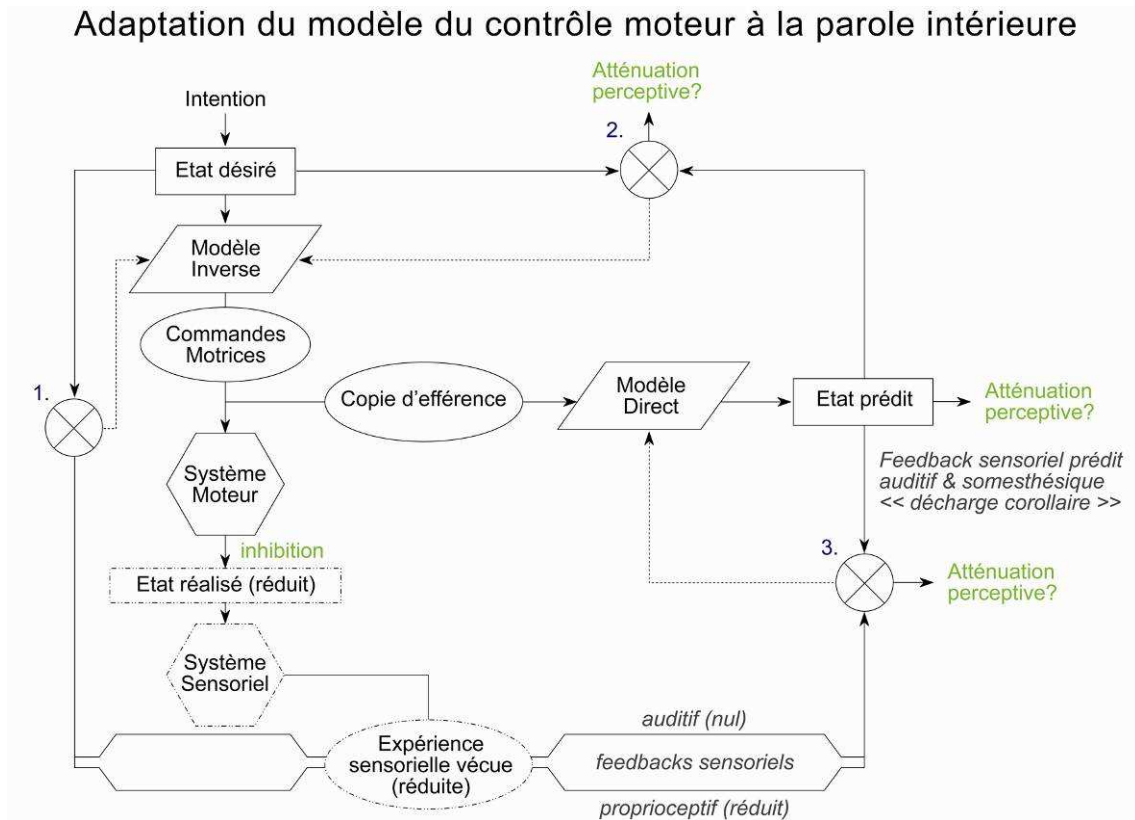 Adaptation du modèle du contrôle moteur à la parole intérieure
Atténuation
perceptive?
Intention
2.
Etat désiré
Modèle
Inverse
Commandes
Motrices
1.
Copie d'efférence
Modèle
Direct
Etat prédit
Atténuation
perceptive?
Feedback sensoriel prédit
auditif & somesthésique
<< décharge corollaire >>
Système
Moteur
inhibition
3.
Etat réalisé (réduit)
Atténuation
perceptive?
Système
Sensoriel
auditif (nul)
Expérience
sensorielle vécue
(réduite)
feedbacks sensoriels
proprioceptif (réduit)